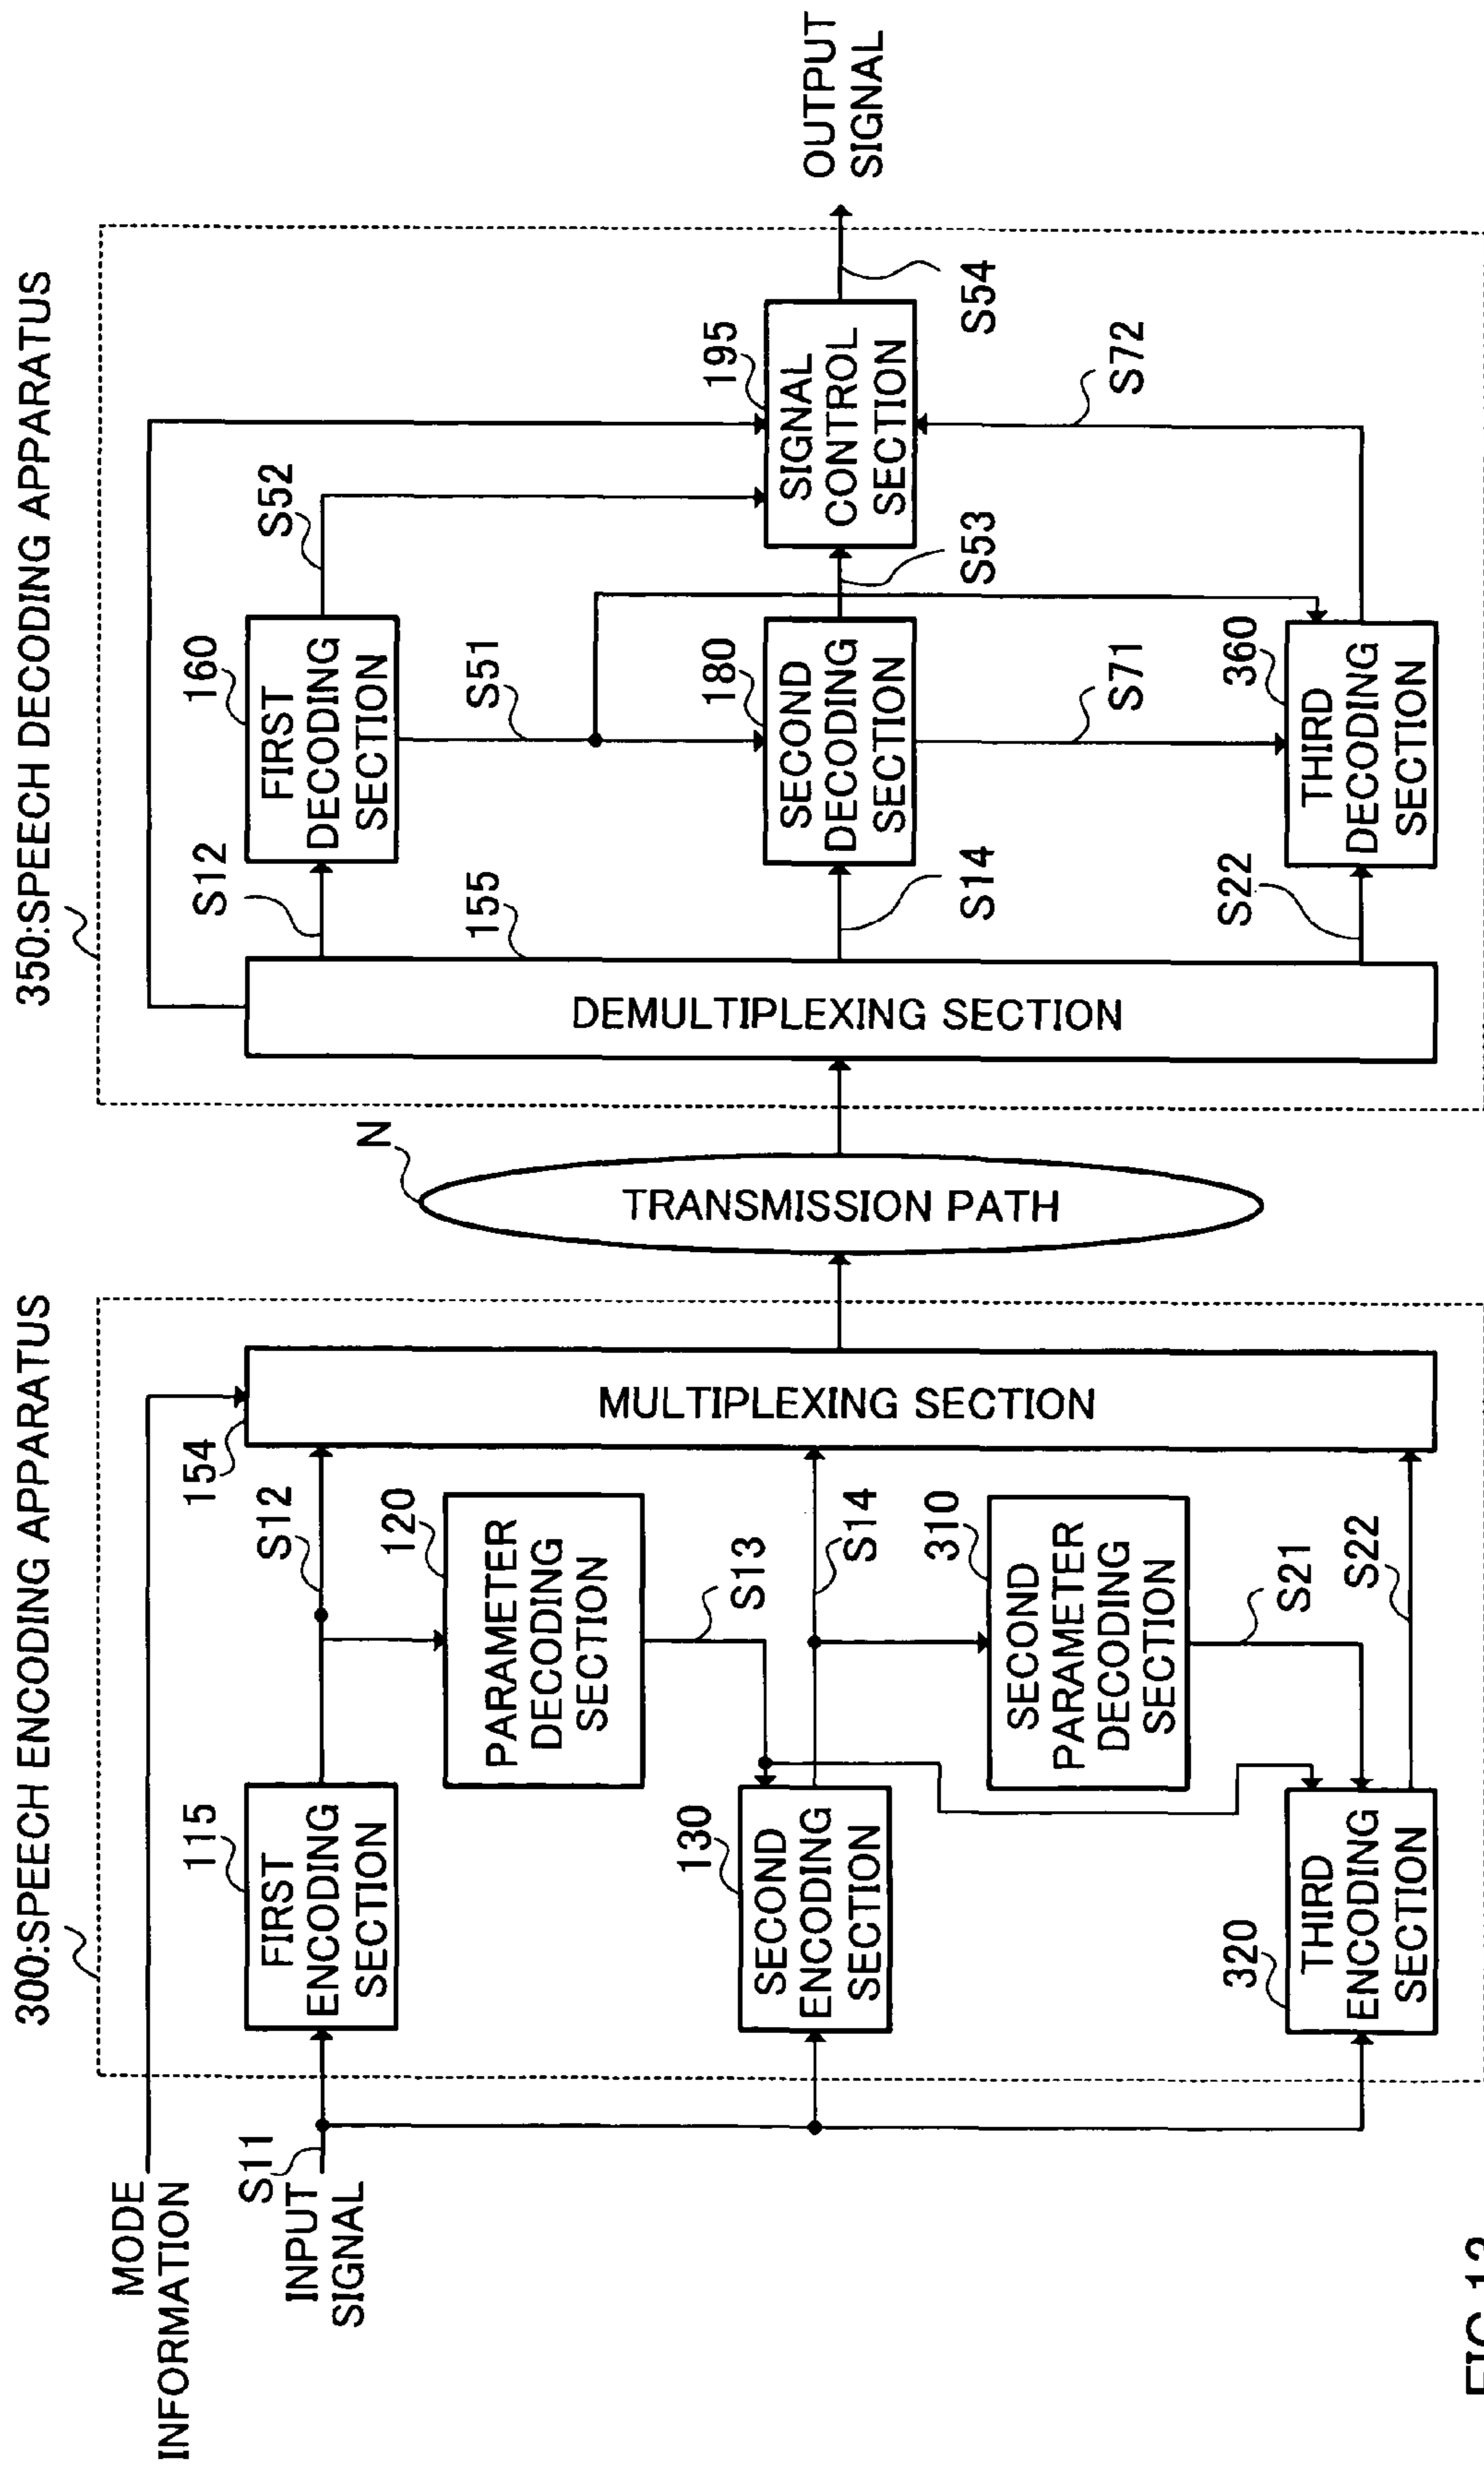 300:SPEECH ENCODING APPARATUS
350:SPEECH DECODING APPARATUS
MODE
INFORMATION
S11
INPUT
SIGNAL
115
FIRST
ENCODING
SECTION
S12
154
120
PARAMETER
DECODING
SECTION
S13
130
SECOND
ENCODING
SECTION
S14
310
SECOND
PARAMETER
DECODING
SECTION
S21
320
THIRD
ENCODING
SECTION
S22
MULTIPLEXING SECTION
N
TRANSMISSION PATH
DEMULTIPLEXING SECTION
155
S12
160
FIRST
DECODING
SECTION
S52
S51
S14
180
SECOND
DECODING
SECTION
S53
S71
S22
360
THIRD
DECODING
SECTION
S72
195
SIGNAL
CONTROL
SECTION
S54
OUTPUT
SIGNAL